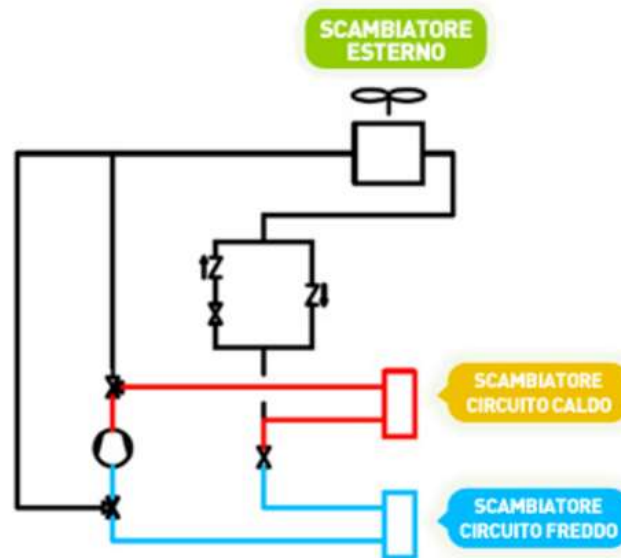 SCAMBIATORE
ESTERNO
SCAMBIATORE
CIRCUITO CALDO
SCAMBIATORE
CIRCUITO FREDDO